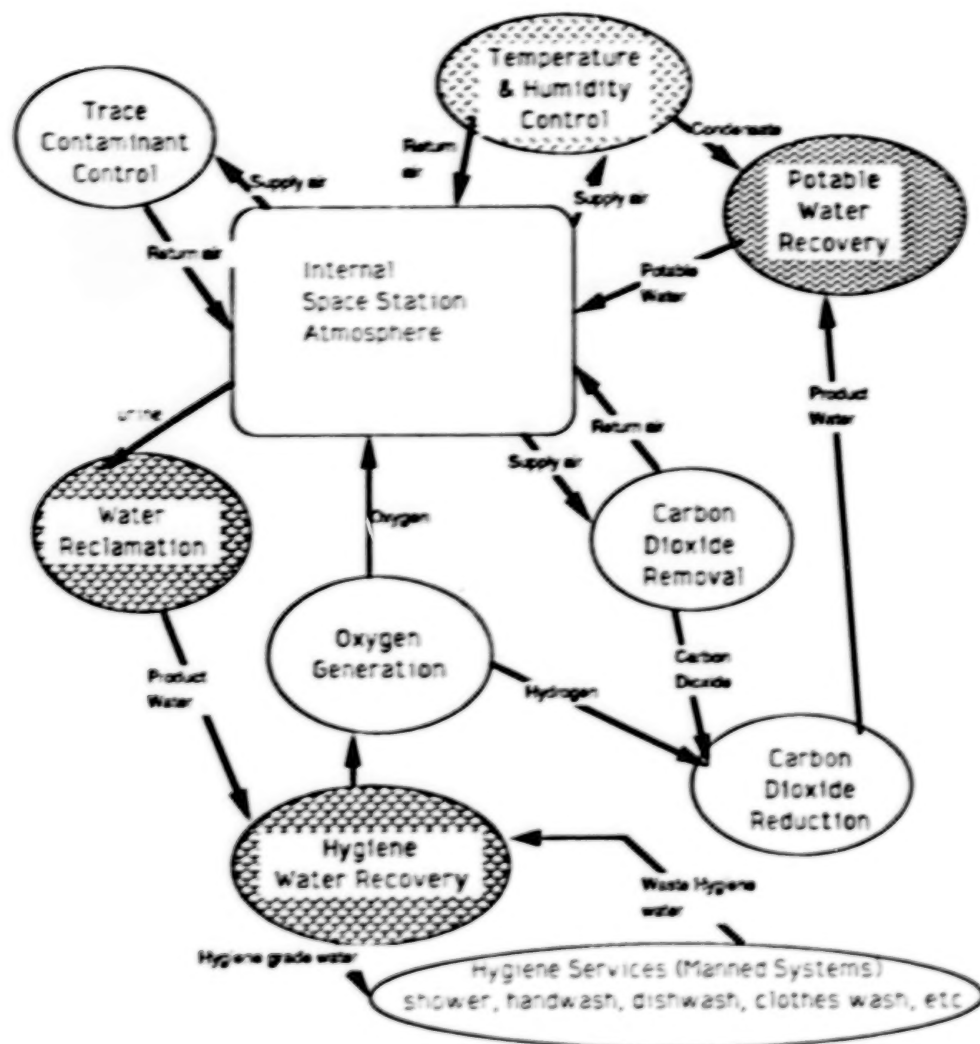 Temperature
& Humidity
Control
Trace
Contaminant
Control
Return
air
Condensate
Supply air
Supply air
Potable
Water
Recovery
Return air
Internal
Space Station
Atmosphere
Potable
Water
Product
Water
urine
Return air
Supply air
Water
Reclamation
Oxygen
Carbon
Dioxide
Removal
Oxygen
Generation
Product
Water
Hydrogen
Carbon
Dioxide
Carbon
Dioxide
Reduction
Hygiene
Water Recovery
Waste Hygiene
water
Hygiene grade water
Hygiene Services (Manned Systems)
shower, handwash, dishwash, clothes wash, etc